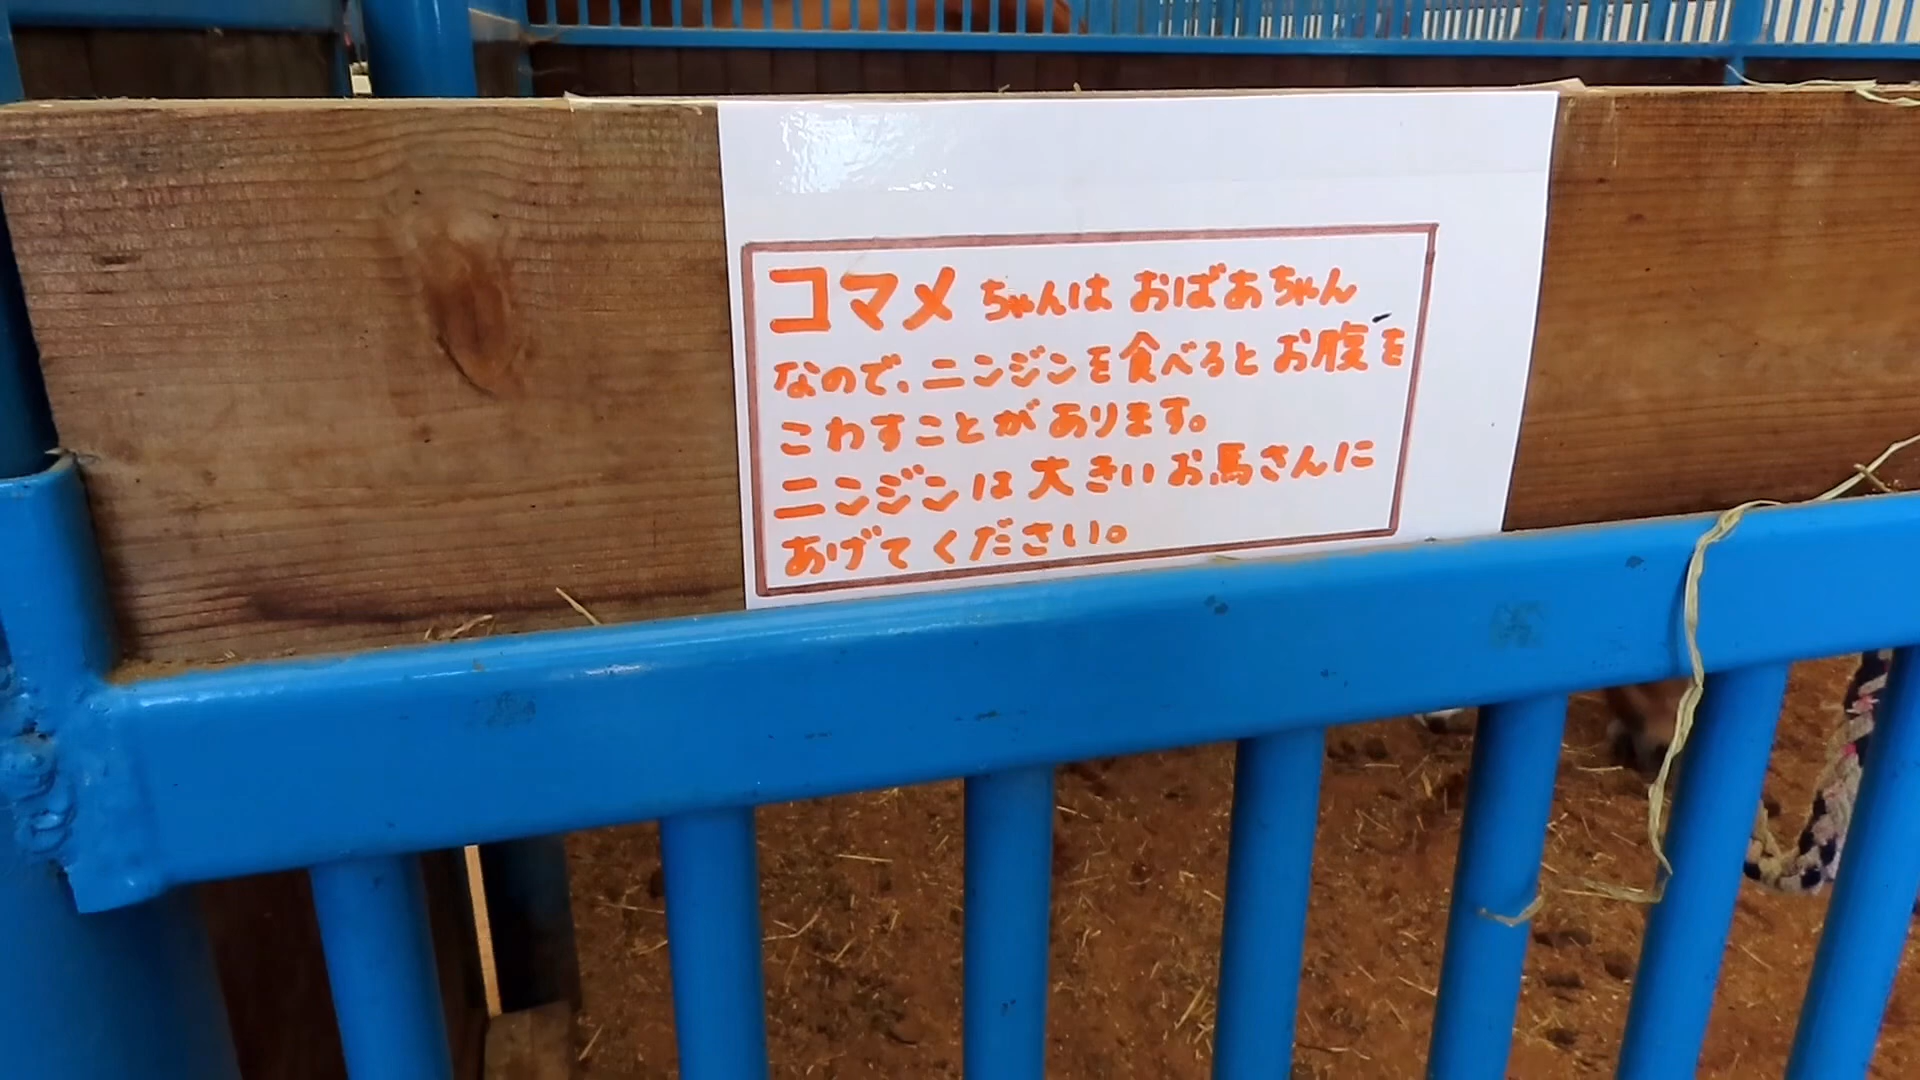 コマメちゃんは おばあちゃん
なので、ニンジンを食べるとお腹を
こわすことがあります。
ニンジンは大きいお馬さんに
あげてください。